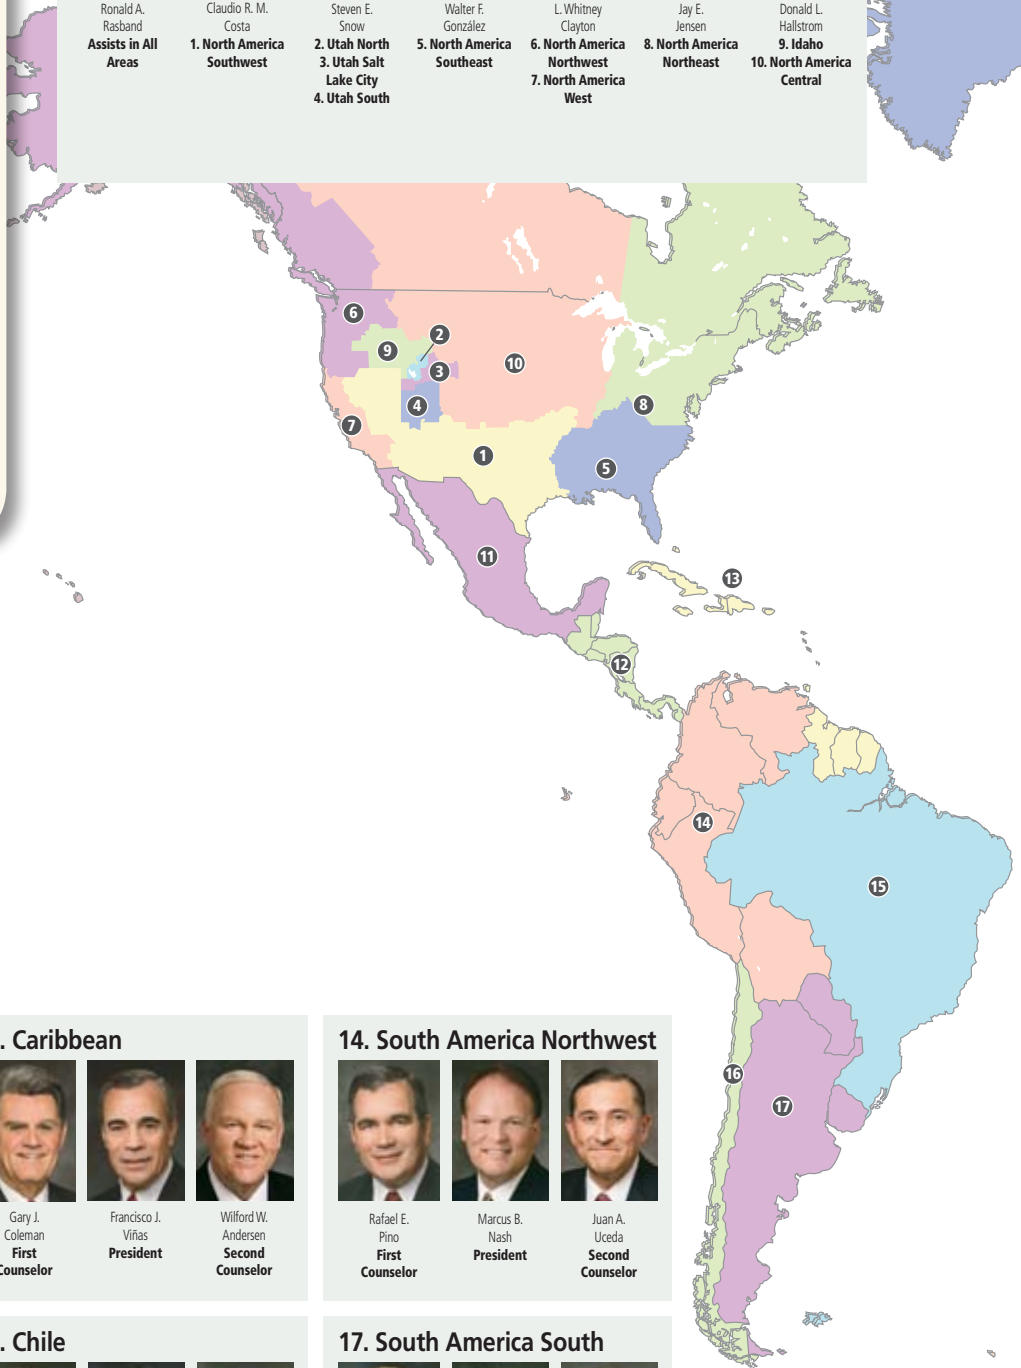 Ronald A.
Rasband
Assists in All
Areas
Claudio R. M.
Costa
1. North America
Southwest
Steven E.
Snow
2. Utah North
3. Utah Salt
Lake City
4. Utah South
Walter F.
González
5. North America
Southeast
L. Whitney
Clayton
6. North America
Northwest
7. North America
West
Jay E.
Jensen
8. North America
Northeast
Donald L.
Hallstrom
9. Idaho
10. North America
Central
6
2
9
3
10
4
8
7
1
5
11
13
12
14
15
16
17
. Caribbean
Gary J.
Coleman
First
Counselor
Francisco J.
Viñas
President
Wilford W.
Andersen
Second
Counselor
14. South America Northwest
Rafael E.
Pino
First
Counselor
Marcus B.
Nash
President
Juan A.
Uceda
Second
Counselor
. Chile
17. South America South